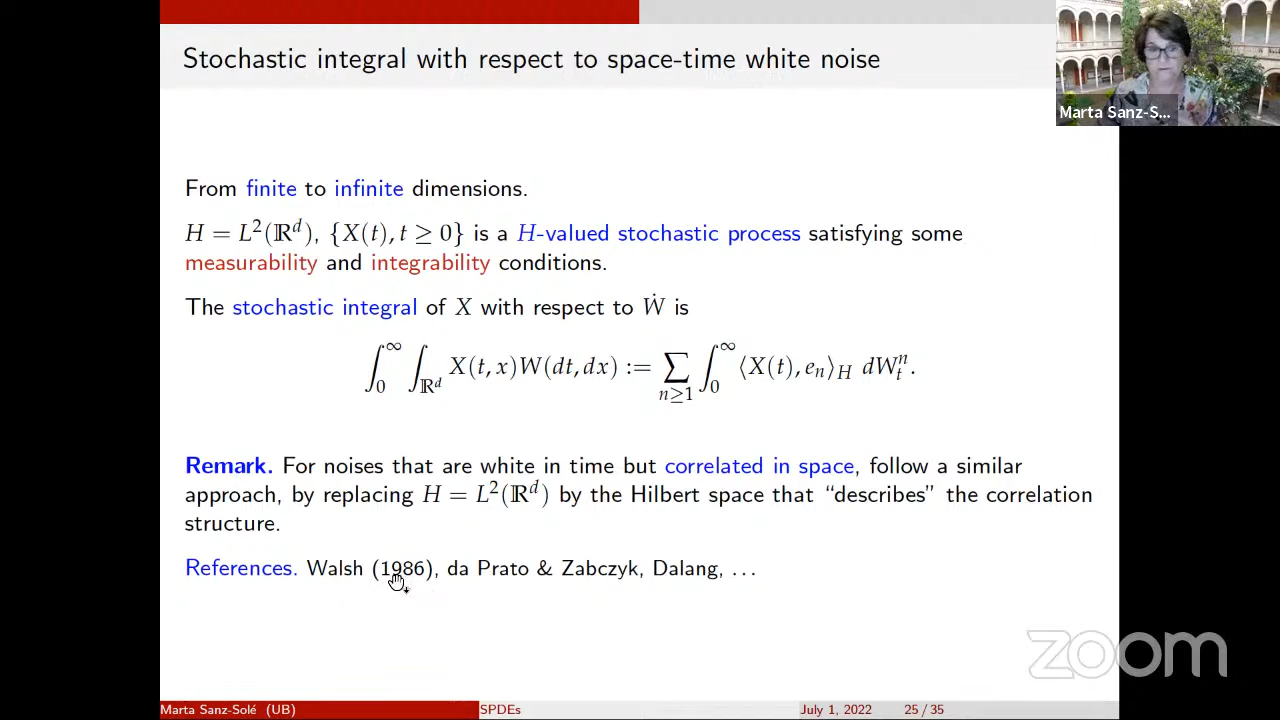 Stochastic integral with respect to space-time white noise
Marta Sanz-S...
From finite to infinite dimensions.
H = L²(ℝᵈ), {X(t), t ≥ 0} is a H-valued stochastic process satisfying some
measurability and integrability conditions.
The stochastic integral of X with respect to Ẇ is
∫₀^∞ ∫_{ℝᵈ} X(t, x)W(dt, dx) := ∑_{n≥1} ∫₀^∞ ⟨X(t), eₙ⟩_H dWₜⁿ.
Remark. For noises that are white in time but correlated in space, follow a similar
approach, by replacing H = L²(ℝᵈ) by the Hilbert space that “describes” the correlation
structure.
References. Walsh (1986), da Prato & Zabczyk, Dalang, …
zoom
Marta Sanz-Solé (UB) SPDEs July 1, 2022 25 / 35